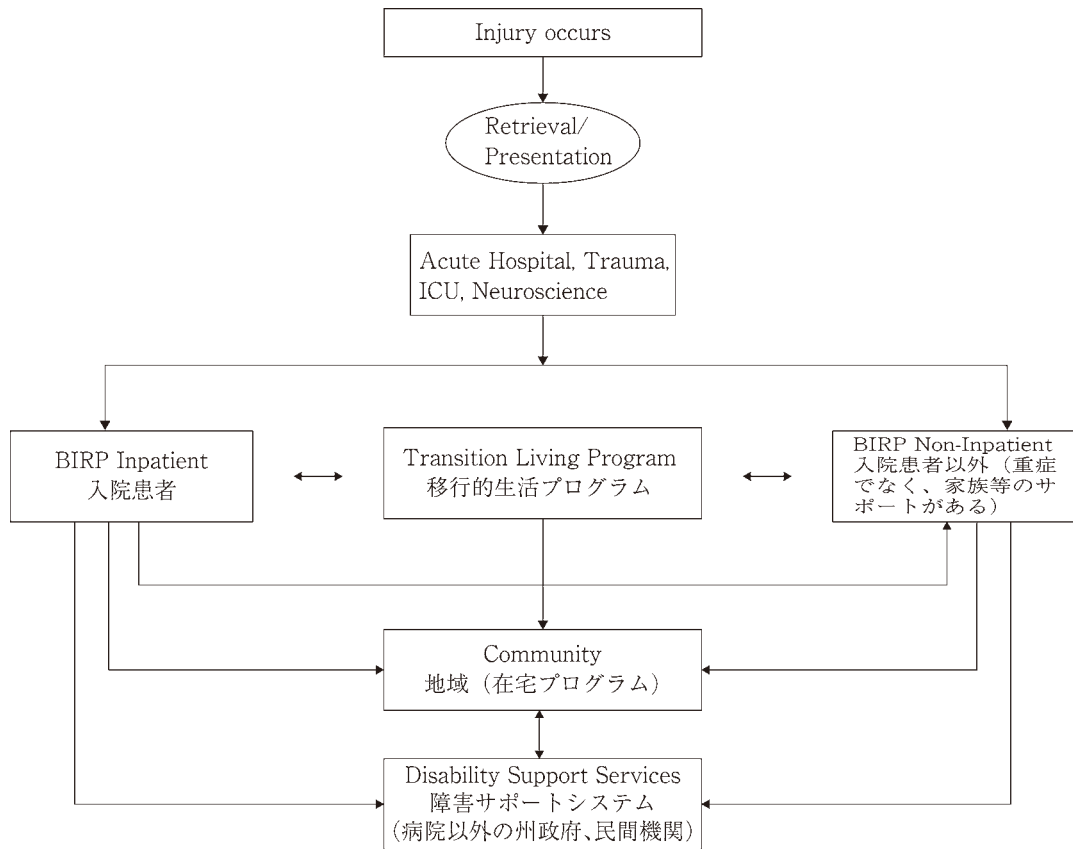 Injury occurs
Retrieval/
Presentation
Acute Hospital, Trauma,
ICU, Neuroscience
BIRP Inpatient
入院患者
Transition Living Program
移行的生活プログラム
BIRP Non-Inpatient
入院患者以外（重症
でなく、家族等のサ
ポートがある）
Community
地域（在宅プログラム）
Disability Support Services
障害サポートシステム
（病院以外の州政府、民間機関）